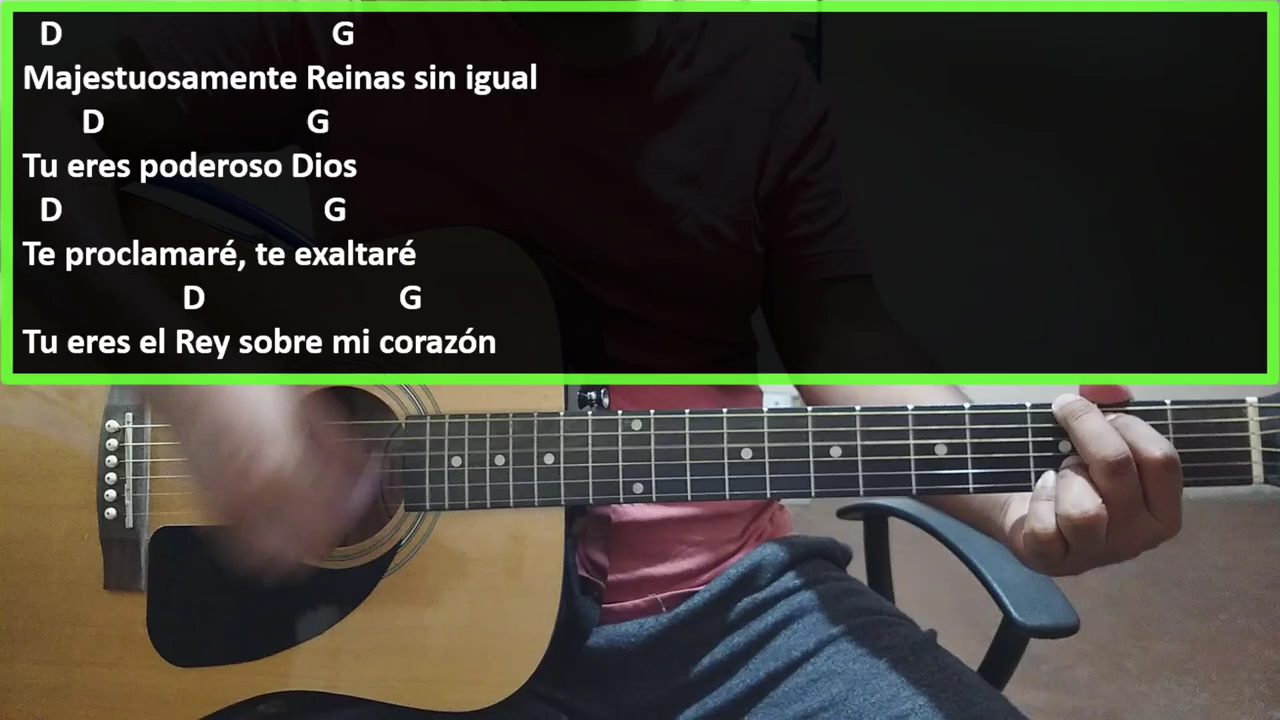 D G
Majestuosamente Reinas sin igual
D G
Tu eres poderoso Dios
D G
Te proclamaré, te exaltaré
D G
Tu eres el Rey sobre mi corazón